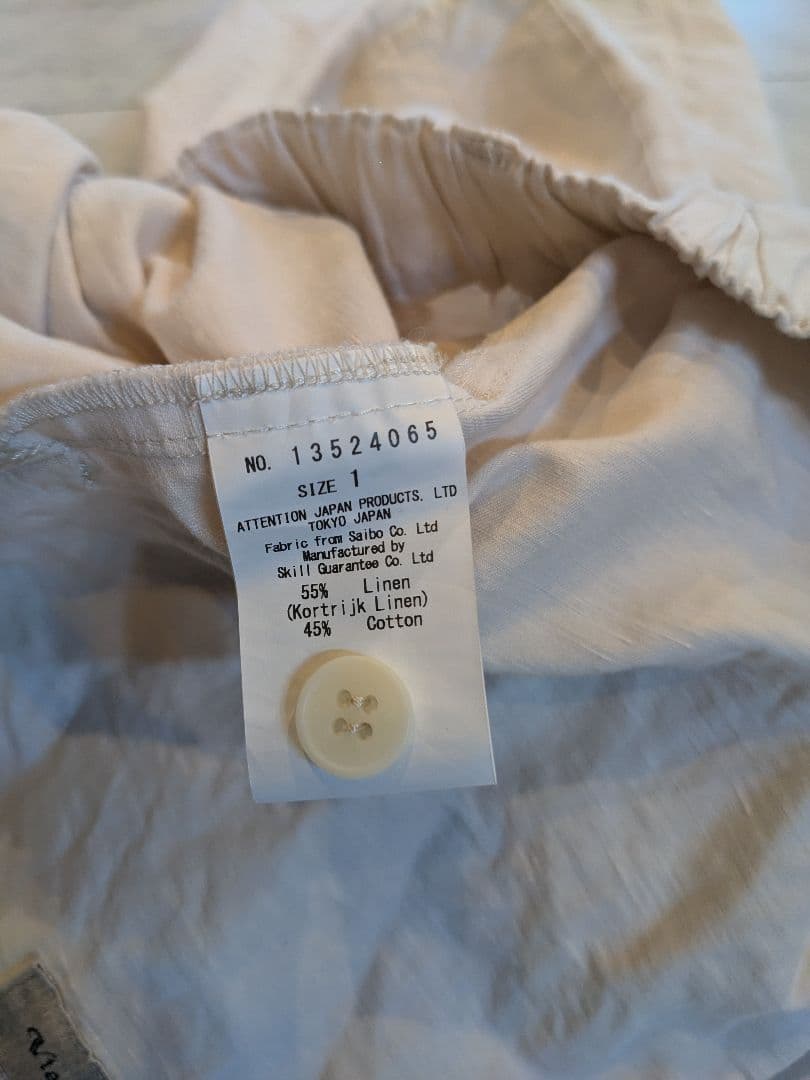 NO. 13524065
SIZE 1
ATTENTION JAPAN PRODUCTS. LTD
TOKYO JAPAN
Fabric from Saibo Co. Ltd
Manufactured by
Skill Guarantee Co. Ltd
55% Linen
(Kortrijk Linen)
45% Cotton